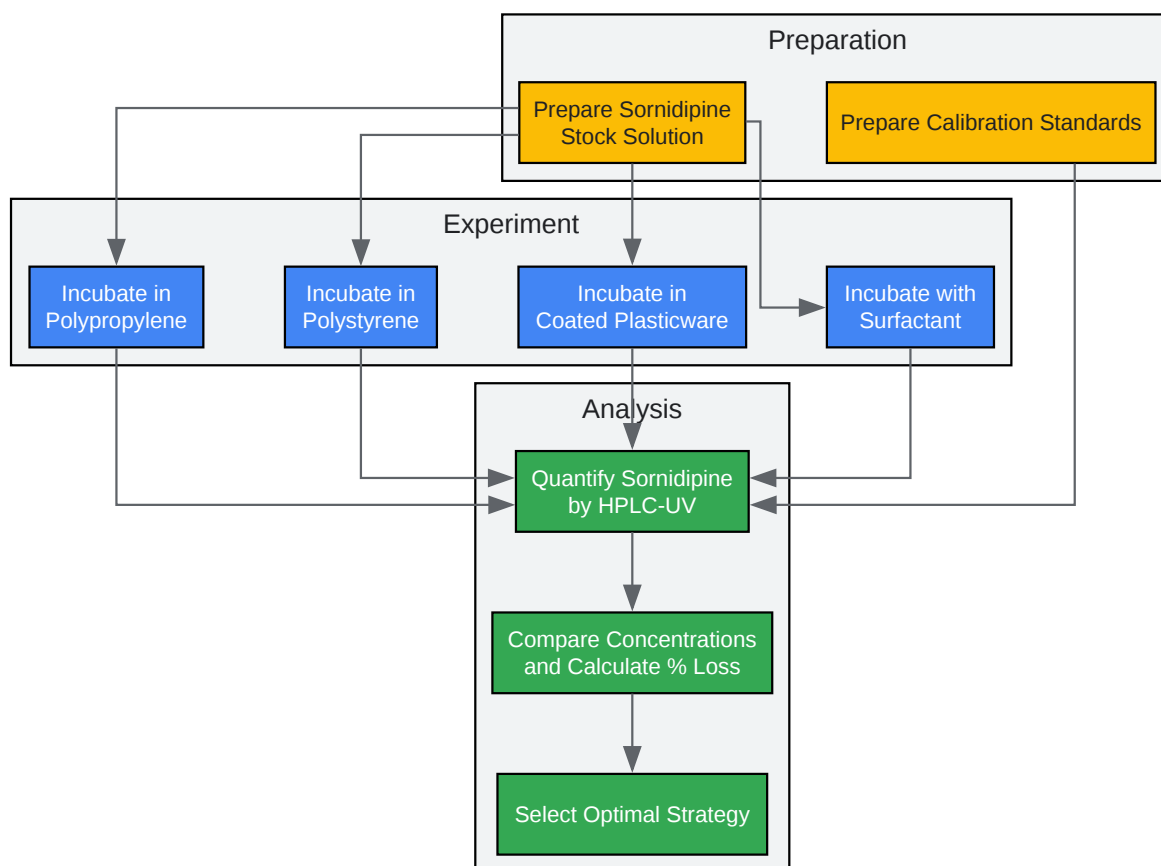 Preparation
Prepare Sornidipine
Stock Solution
Prepare Calibration Standards
Experiment
Incubate in
Polypropylene
Incubate in
Polystyrene
Incubate in
Coated Plasticware
Incubate with
Surfactant
Analysis
Quantify Sornidipine
by HPLC-UV
Compare Concentrations
and Calculate % Loss
Select Optimal Strategy